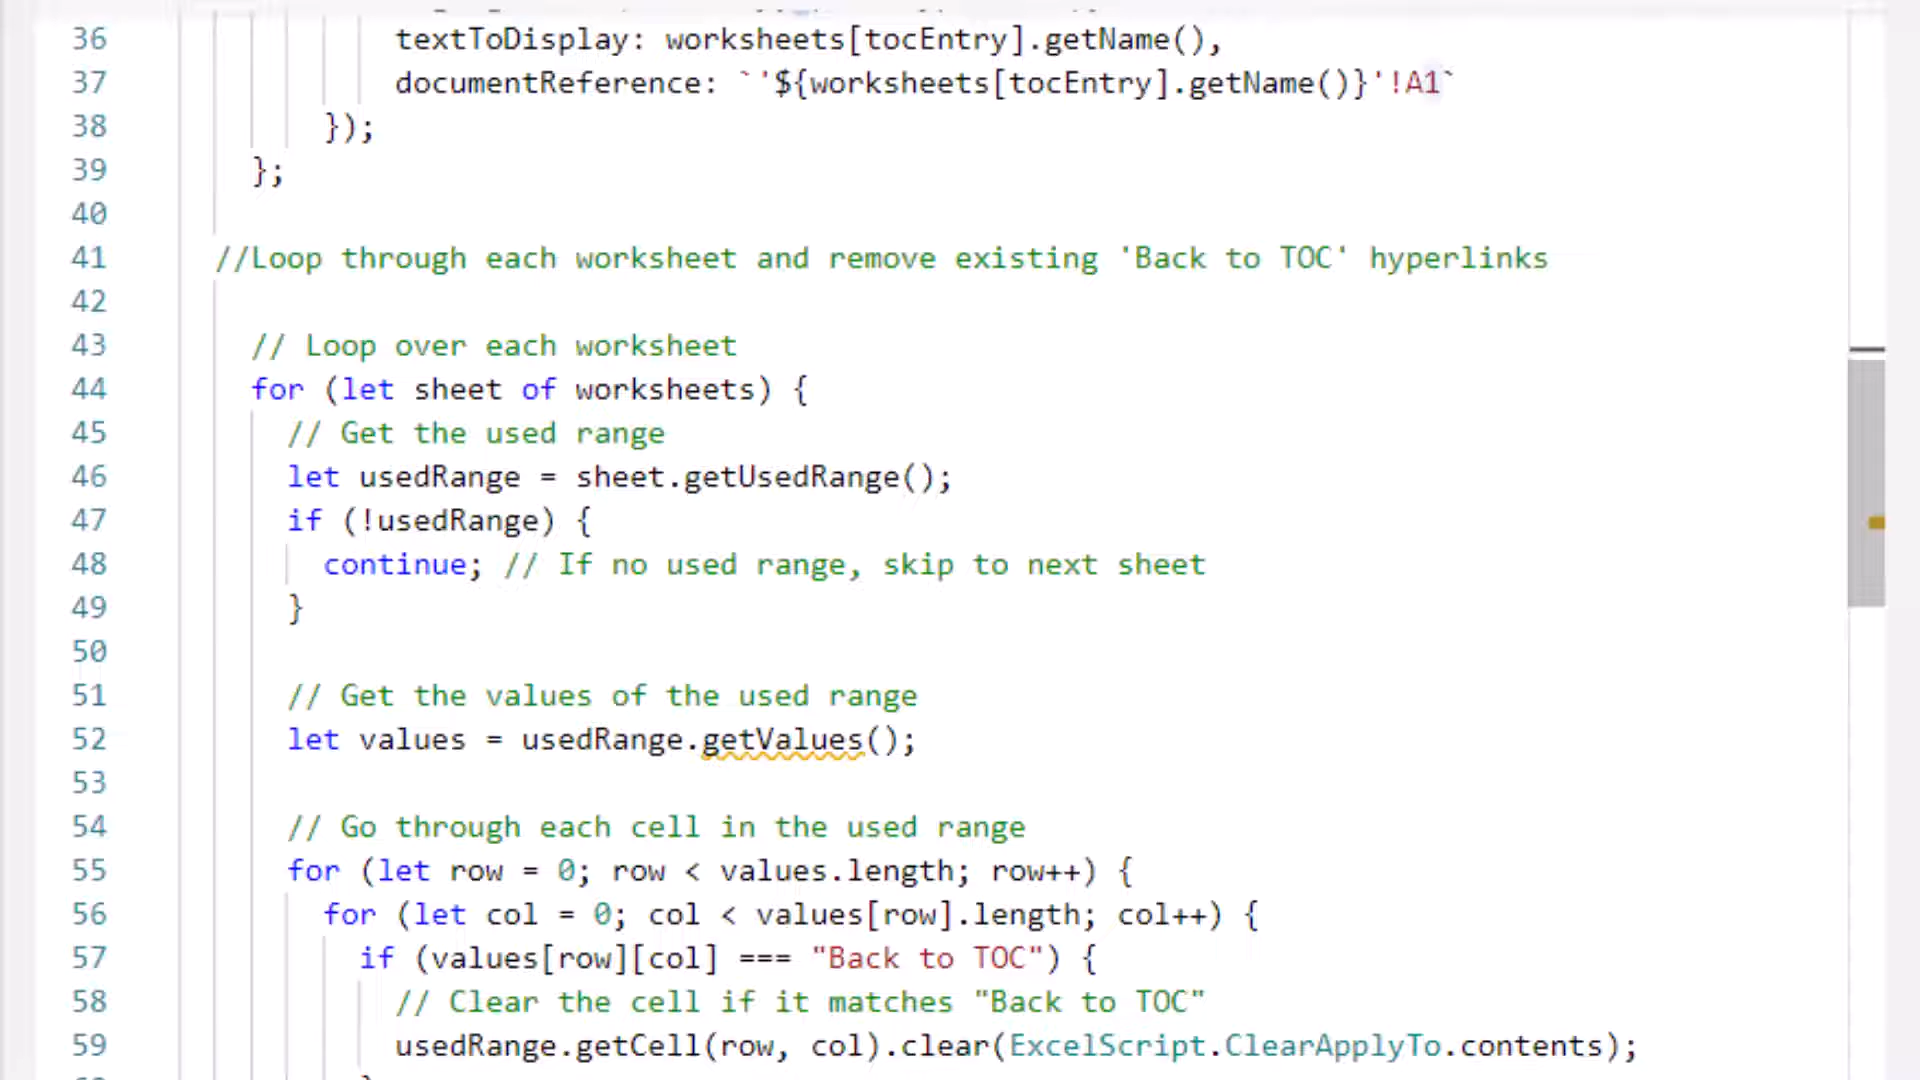 36 textToDisplay: worksheets[tocEntry].getName(),
37 documentReference: `'${worksheets[tocEntry].getName()}'!A1`
38 });
39 };
40
41 //Loop through each worksheet and remove existing 'Back to TOC' hyperlinks
42
43 // Loop over each worksheet
44 for (let sheet of worksheets) {
45 // Get the used range
46 let usedRange = sheet.getUsedRange();
47 if (!usedRange) {
48 continue; // If no used range, skip to next sheet
49 }
50
51 // Get the values of the used range
52 let values = usedRange.getValues();
53
54 // Go through each cell in the used range
55 for (let row = 0; row < values.length; row++) {
56 for (let col = 0; col < values[row].length; col++) {
57 if (values[row][col] === "Back to TOC") {
58 // Clear the cell if it matches "Back to TOC"
59 usedRange.getCell(row, col).clear(ExcelScript.ClearApplyTo.contents);